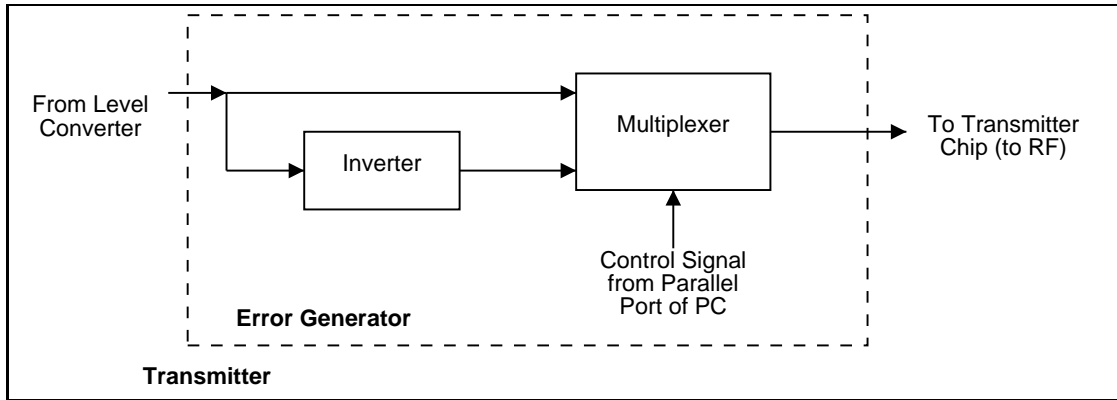 From Level
Converter
Inverter
Multiplexer
To Transmitter
Chip (to RF)
Control Signal
from Parallel
Port of PC
Error Generator
Transmitter